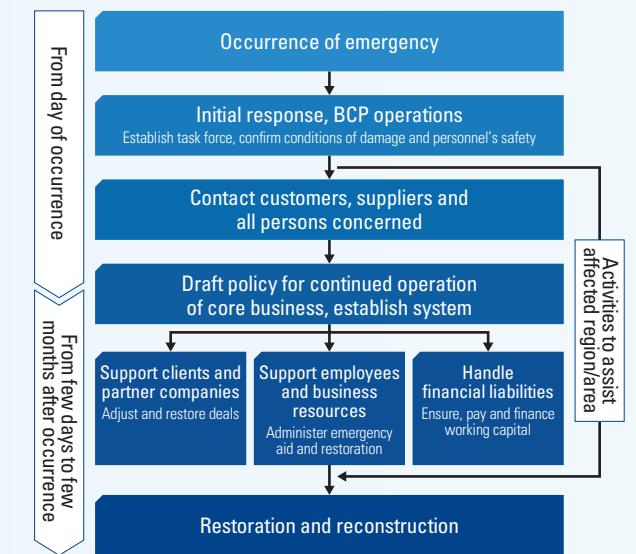 From day of occurrence
Occurrence of emergency
Initial response, BCP operations
Establish task force, confirm conditions of damage and personnel's safety
Contact customers, suppliers and
all persons concerned
Draft policy for continued operation
of core business, establish system
Activities to assist
affected region/area
From few days to few
months after occurrence
Support clients and
partner companies
Adjust and restore deals
Support employees
and business
resources
Administer emergency
aid and restoration
Handle
financial liabilities
Ensure, pay and finance
working capital
Restoration and reconstruction